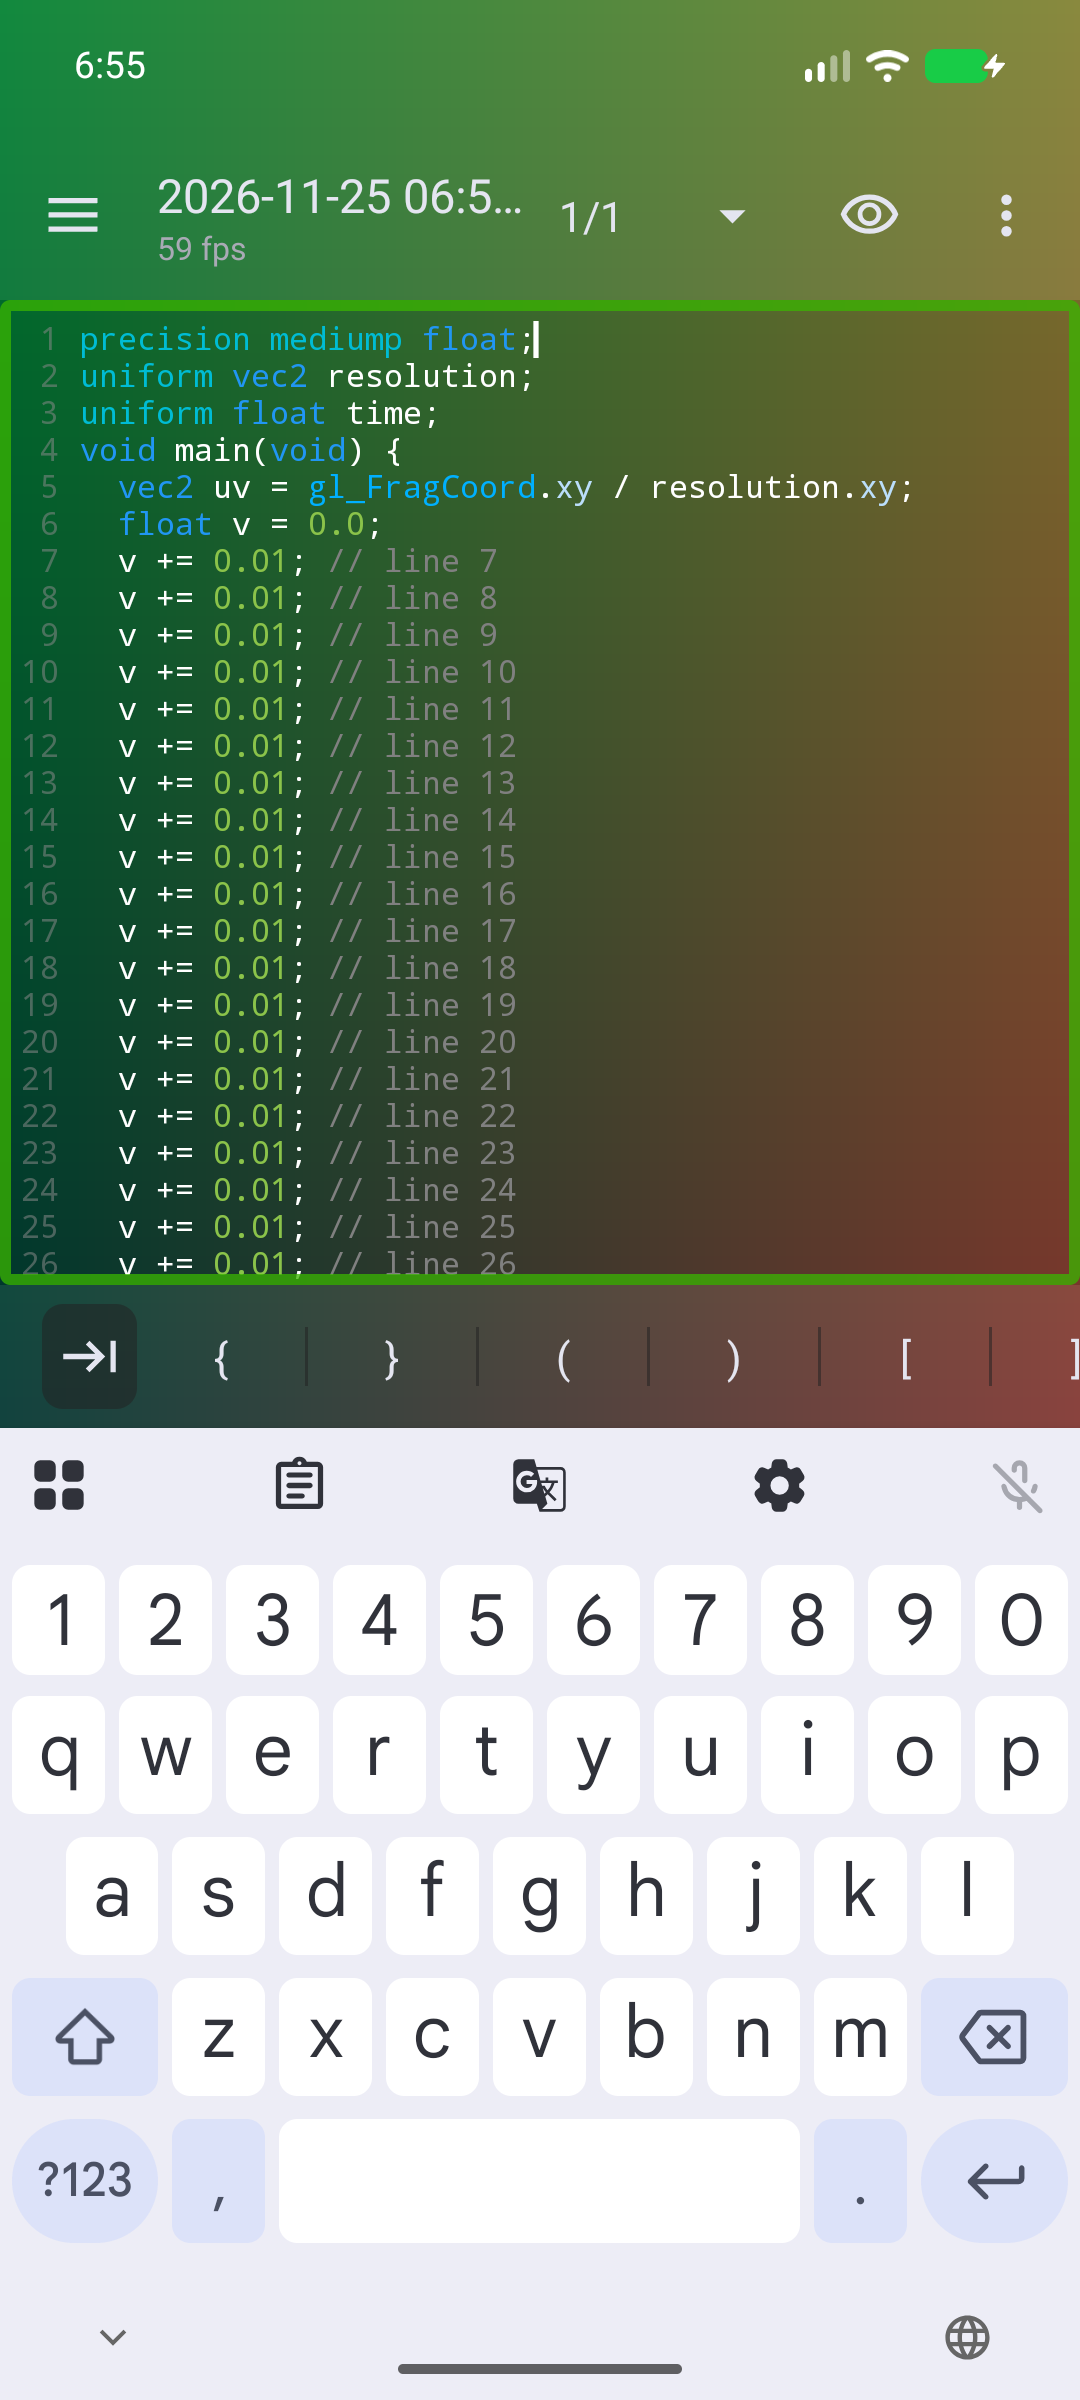 6:55
2026-11-25 06:5...
1/1
59 fps
1 precision mediump float;
2 uniform vec2 resolution;
3 uniform float time;
4 void main(void) {
5   vec2 uv = gl_FragCoord.xy / resolution.xy;
6   float v = 0.0;
7   v += 0.01; // line 7
8   v += 0.01; // line 8
9   v += 0.01; // line 9
10   v += 0.01; // line 10
11   v += 0.01; // line 11
12   v += 0.01; // line 12
13   v += 0.01; // line 13
14   v += 0.01; // line 14
15   v += 0.01; // line 15
16   v += 0.01; // line 16
17   v += 0.01; // line 17
18   v += 0.01; // line 18
19   v += 0.01; // line 19
20   v += 0.01; // line 20
21   v += 0.01; // line 21
22   v += 0.01; // line 22
23   v += 0.01; // line 23
24   v += 0.01; // line 24
25   v += 0.01; // line 25
26   v += 0.01; // line 26
{ } ( ) [ ]
1 2 3 4 5 6 7 8 9 0
q w e r t y u i o p
a s d f g h j k l
z x c v b n m
?123 , .